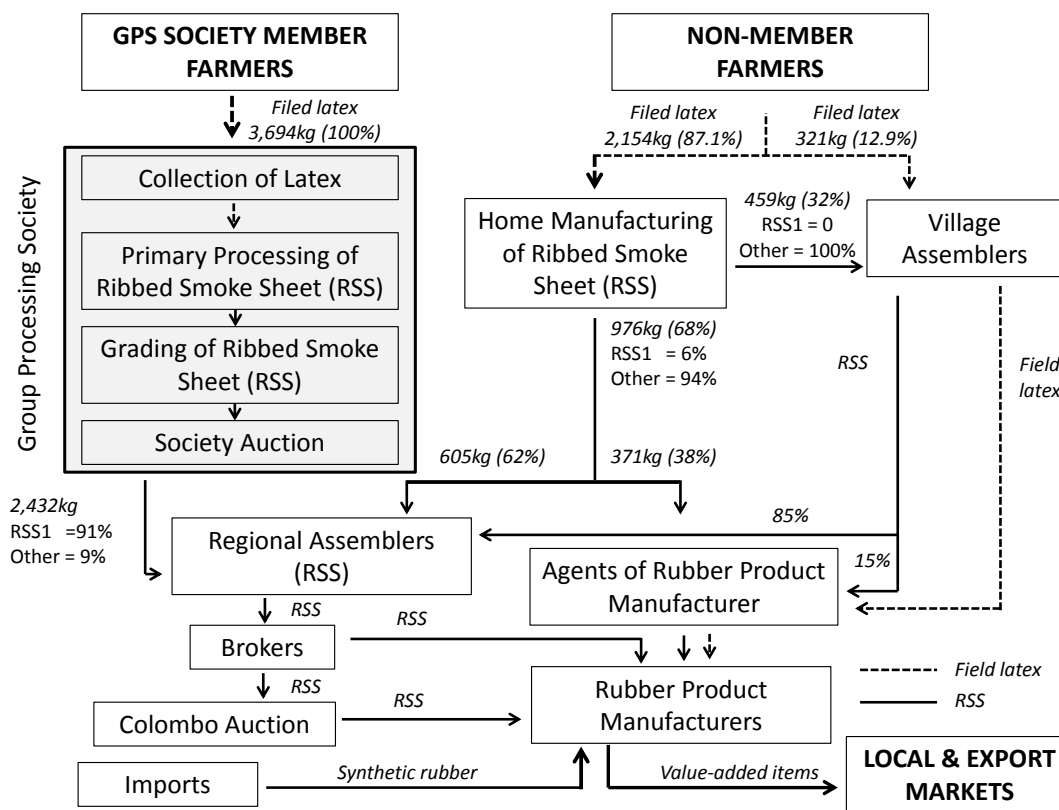 GPS SOCIETY MEMBER
FARMERS
NON-MEMBER
FARMERS
Filed latex
3,694kg (100%)
Filed latex
2,154kg (87.1%)
Filed latex
321kg (12.9%)
Group Processing Society
Collection of Latex
Primary Processing of
Ribbed Smoke Sheet (RSS)
Grading of Ribbed Smoke
Sheet (RSS)
Society Auction
Home Manufacturing
of Ribbed Smoke
Sheet (RSS)
459kg (32%)
RSS1 = 0
Other = 100%
Village
Assemblers
976kg (68%)
RSS1 = 6%
Other = 94%
RSS
Field
latex
605kg (62%)
371kg (38%)
2,432kg
RSS1 =91%
Other = 9%
85%
15%
Regional Assemblers
(RSS)
Agents of Rubber Product
Manufacturer
RSS
RSS
Brokers
RSS
RSS
Colombo Auction
Rubber Product
Manufacturers
Field latex
RSS
Imports
Synthetic rubber
Value-added items
LOCAL & EXPORT
MARKETS